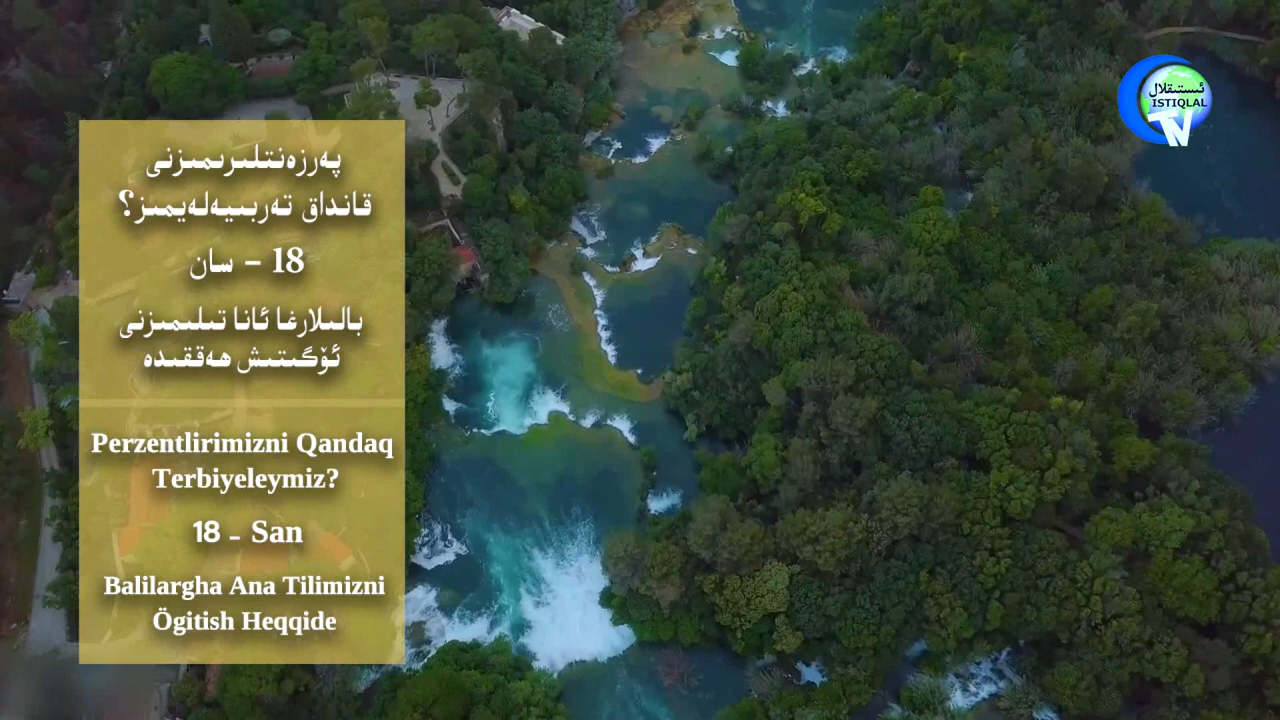 پەرزەنتلىرىمىزنى
قانداق تەربىيەلەيمىز؟
18 - سان
بالىلارغا ئانا تىلىمىزنى
ئۆگىتىش ھەققىدە
Perzentlirimizni Qandaq
Terbiyeleymiz?
18 - San
Balilargha Ana Tilimizni
Ögitish Heqqide
ئىستىقلال
ISTIQLAL
TV